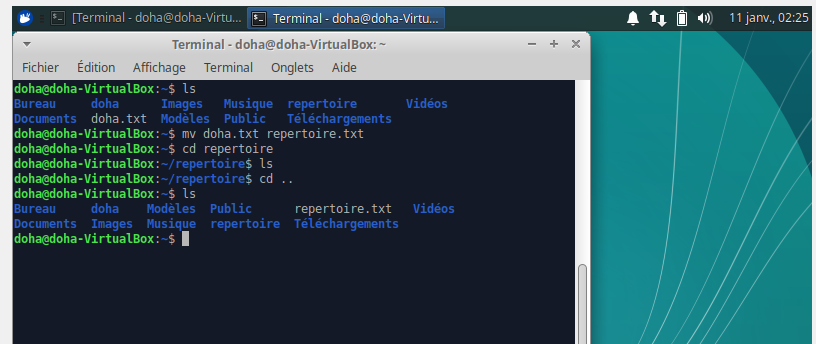 [Terminal - doha@doha-Virtu... Terminal - doha@doha-Virtu... 11 janv., 02:25
Terminal - doha@doha-VirtualBox: ~
Fichier Édition Affichage Terminal Onglets Aide
doha@doha-VirtualBox:~$ ls
Bureau doha Images Musique repertoire Vidéos
Documents doha.txt Modèles Public Téléchargements
doha@doha-VirtualBox:~$ mv doha.txt repertoire.txt
doha@doha-VirtualBox:~$ cd repertoire
doha@doha-VirtualBox:~/repertoire$ ls
doha@doha-VirtualBox:~/repertoire$ cd ..
doha@doha-VirtualBox:~$ ls
Bureau doha Modèles Public repertoire.txt Vidéos
Documents Images Musique repertoire Téléchargements
doha@doha-VirtualBox:~$